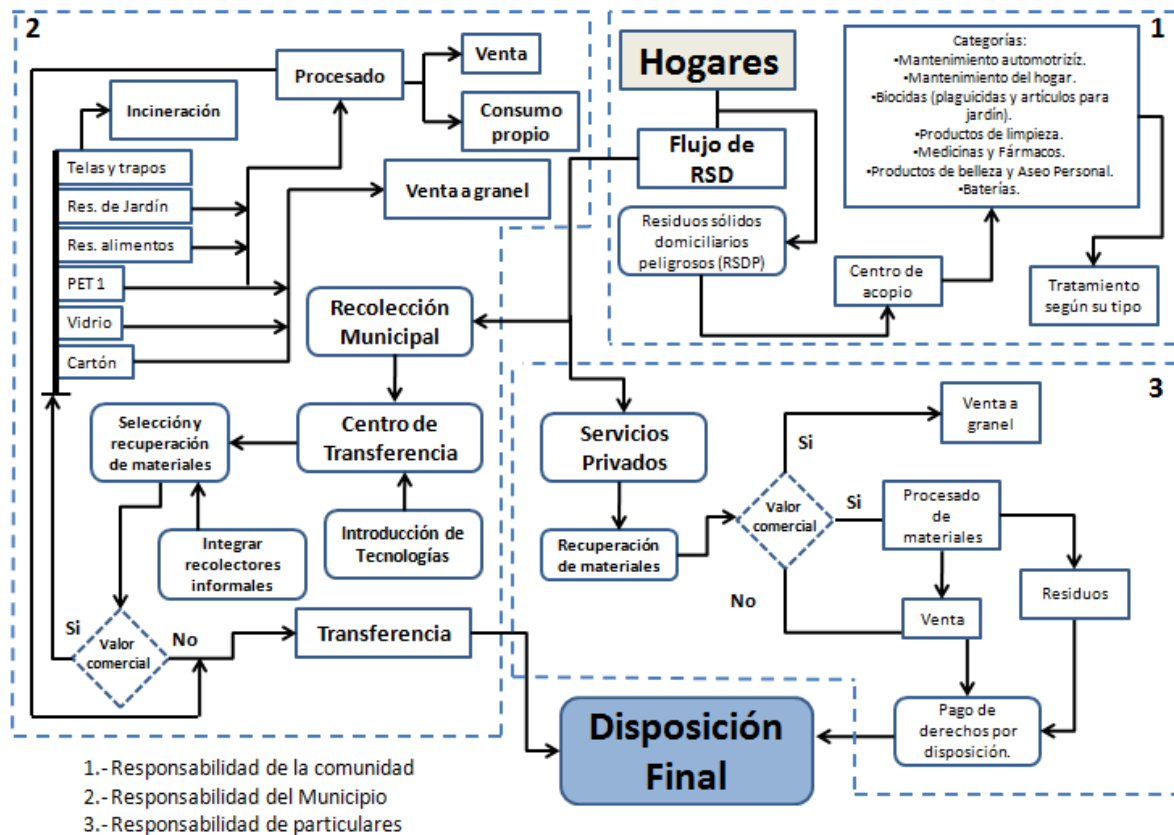 2
Procesado
Venta
Consumo
propio
Incineración
Telas y trapos
Res. de Jardín
Res. alimentos
PET 1
Vidrio
Cartón
Venta a granel
Recolección
Municipal
Centro de
Transferencia
Selección y
recuperación
de materiales
Integrar
recolectores
informales
Introducción de
Tecnologías
Si
Valor
comercial
No
Transferencia
1
Hogares
Flujo de
RSD
Residuos sólidos
domiciliarios
peligrosos (RSDP)
Centro de
acopio
Categorías:
•Mantenimiento automotrizíz.
•Mantenimiento del hogar.
•Biocidas (plaguicidas y artículos para
jardín).
•Productos de limpieza.
•Medicinas y Fármacos.
•Productos de belleza y Aseo Personal.
•Baterías.
Tratamiento
según su tipo
3
Servicios
Privados
Recuperación
de materiales
Valor
comercial
Si
Venta a
granel
Si
Procesado de
materiales
No
Venta
Residuos
Pago de
derechos por
disposición.
Disposición
Final
1.- Responsabilidad de la comunidad
2.- Responsabilidad del Municipio
3.- Responsabilidad de particulares